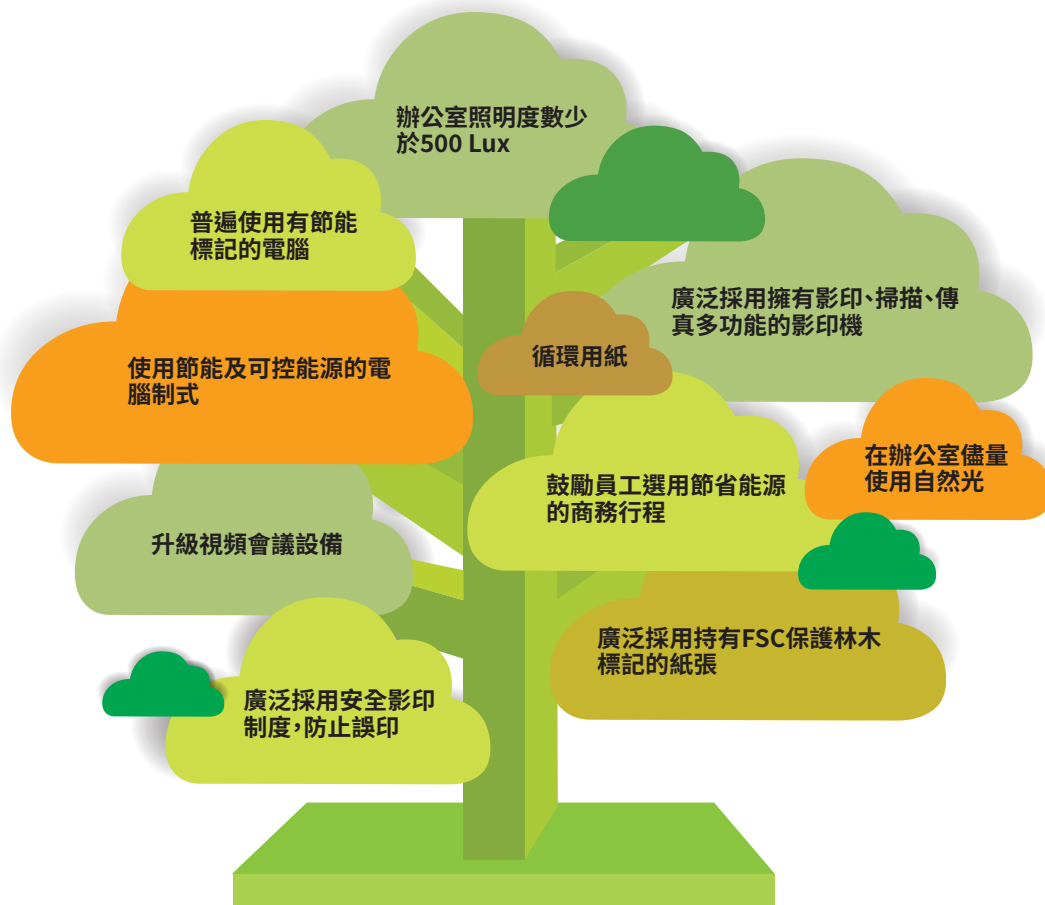 辦公室照明度數少
於500 Lux
普遍使用有節能
標記的電腦
廣泛採用擁有影印、掃描、傳
真多功能的影印機
循環用紙
使用節能及可控能源的電
腦制式
在辦公室儘量
使用自然光
鼓勵員工選用節省能源
的商務行程
升級視頻會議設備
廣泛採用持有FSC保護林木
標記的紙張
廣泛採用安全影印
制度，防止誤印